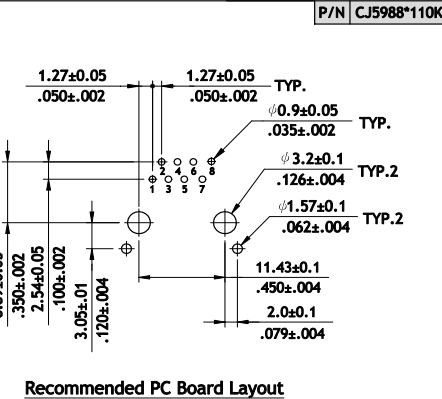 P/N CJ5988*110K
1.27±0.05
.050±.002
1.27±0.05
.050±.002
TYP.
ϕ0.9±0.05
.035±.002
TYP.
2 4 6 8
1 3 5 7
ϕ3.2±0.1
.126±.004
TYP.2
ϕ1.57±0.1
.062±.004
TYP.2
.350±.002
2.54±0.05
.100±.002
3.05±.01
.120±.004
11.43±0.1
.450±.004
2.0±0.1
.079±.004
Recommended PC Board Layout